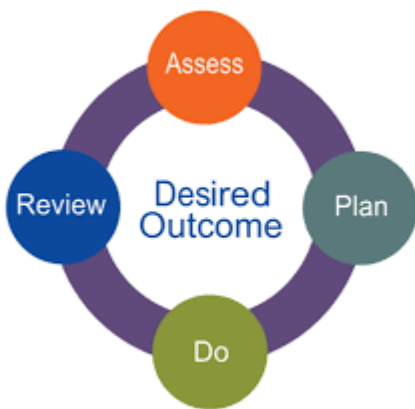 Assess
Review
Desired
Outcome
Plan
Do